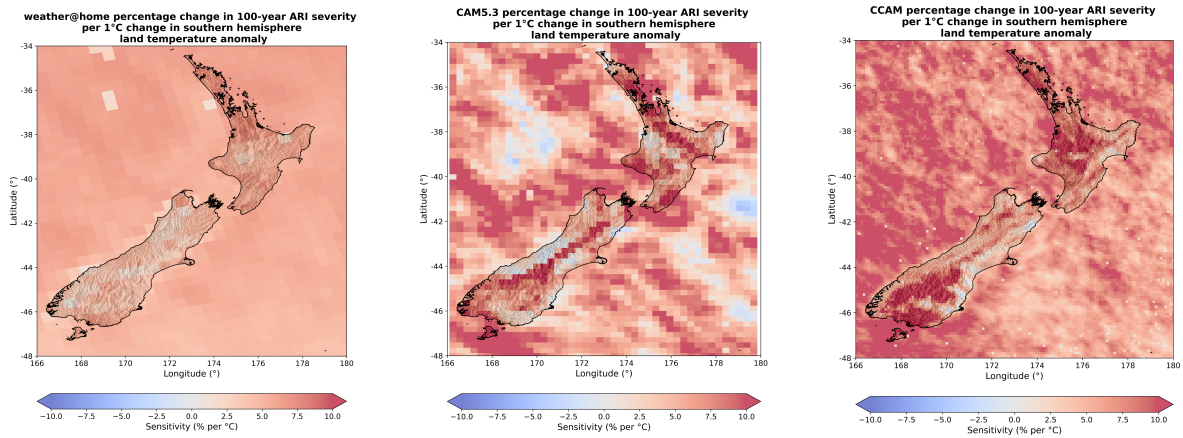 weather@home percentage change in 100-year ARI severity
per 1°C change in southern hemisphere
land temperature anomaly
-34
-36
-38
-40
-42
-44
-46
-48
Latitude (°)
166 168 170 172 174 176 178 180
Longitude (°)
−10.0 −7.5 −5.0 −2.5 0.0 2.5 5.0 7.5 10.0
Sensitivity (% per °C)
CAM5.3 percentage change in 100-year ARI severity
per 1°C change in southern hemisphere
land temperature anomaly
-34
-36
-38
-40
-42
-44
-46
-48
Latitude (°)
166 168 170 172 174 176 178 180
Longitude (°)
−10.0 −7.5 −5.0 −2.5 0.0 2.5 5.0 7.5 10.0
Sensitivity (% per °C)
CCAM percentage change in 100-year ARI severity
per 1°C change in southern hemisphere
land temperature anomaly
-34
-36
-38
-40
-42
-44
-46
-48
Latitude (°)
166 168 170 172 174 176 178 180
Longitude (°)
−10.0 −7.5 −5.0 −2.5 0.0 2.5 5.0 7.5 10.0
Sensitivity (% per °C)